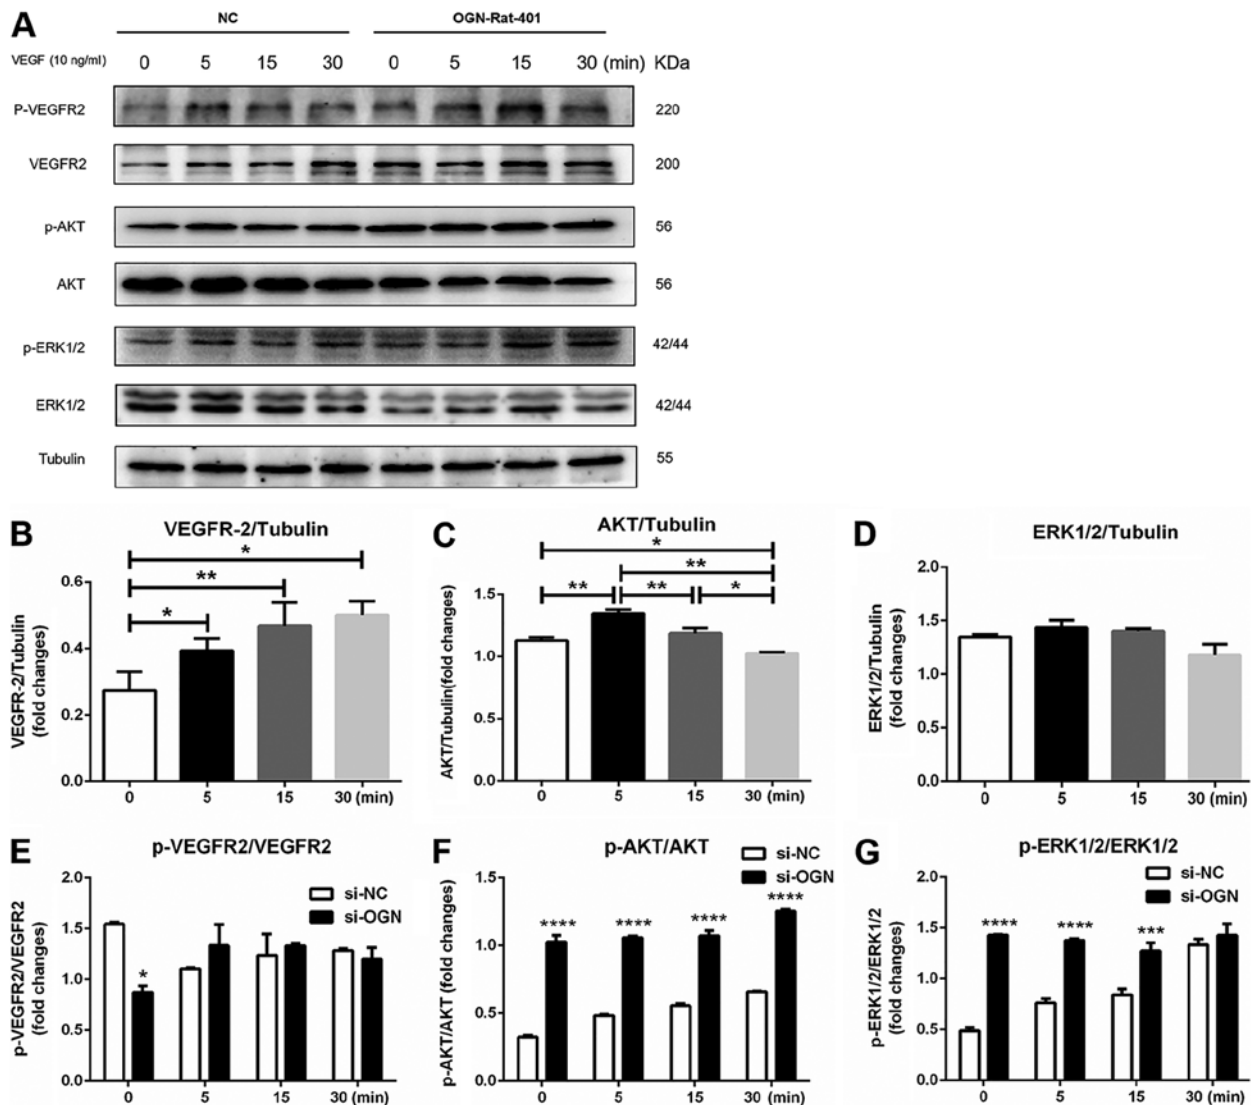 A
NC OGN-Rat-401
VEGF (10 ng/ml) 0 5 15 30 0 5 15 30 (min) KDa
P-VEGFR2 220
VEGFR2 200
p-AKT 56
AKT 56
p-ERK1/2 42/44
ERK1/2 42/44
Tubulin 55
B
VEGFR-2/Tubulin
*
**
*
VEGFR-2/Tubulin
(fold changes)
0.6
0.4
0.2
0.0
0 5 15 30 (min)
C
AKT/Tubulin
*
**
** ** *
AKT/Tubulin(fold changes)
1.5
1.0
0.5
0.0
0 5 15 30 (min)
D
ERK1/2/Tubulin
ERK1/2/Tubulin
(fold changes)
2.0
1.5
1.0
0.5
0.0
0 5 15 30 (min)
E
p-VEGFR2/VEGFR2
si-NC
si-OGN
p-VEGFR2/VEGFR2
(fold changes)
2.0
1.5
1.0
0.5
0.0
*
0 5 15 30 (min)
F
p-AKT/AKT
si-NC
si-OGN
p-AKT/AKT (fold changes)
1.5
1.0
0.5
0.0
**** **** **** ****
0 5 15 30 (min)
G
p-ERK1/2/ERK1/2
si-NC
si-OGN
p-ERK1/2/ERK1/2
(fold changes)
2.0
1.5
1.0
0.5
0.0
**** **** ***
0 5 15 30 (min)